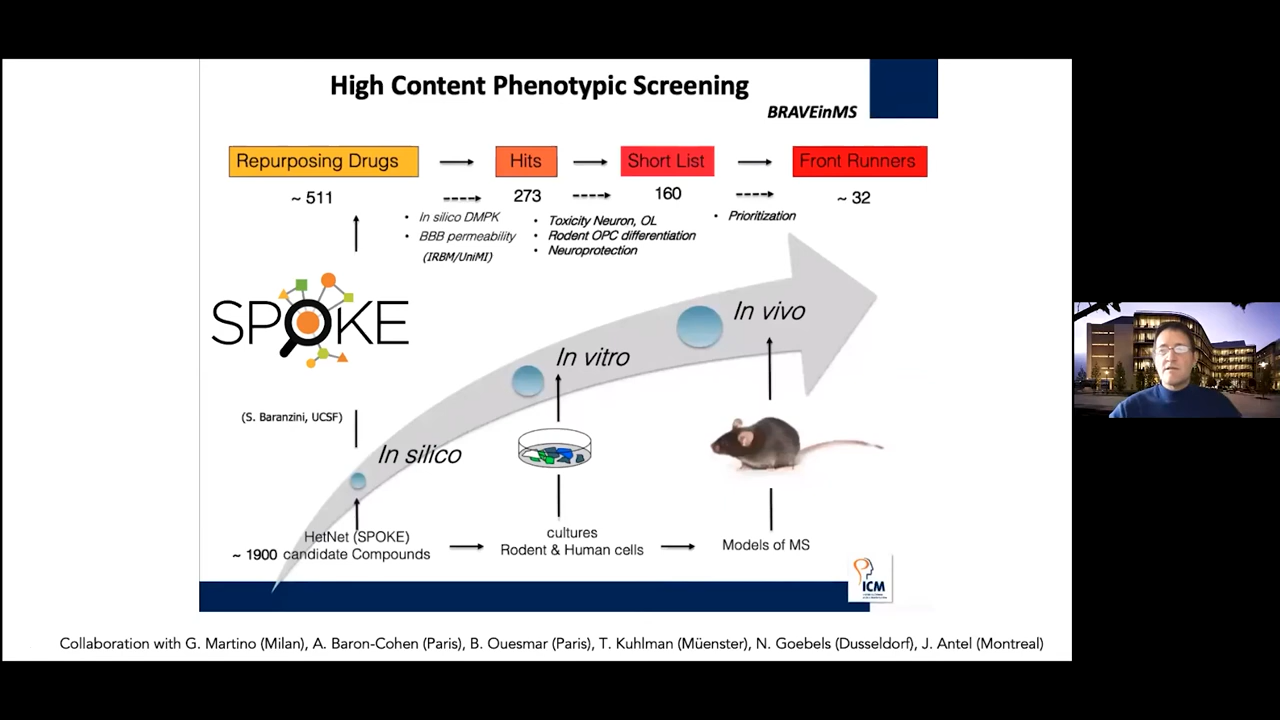 High Content Phenotypic Screening
BRAVEinMS
Repurposing Drugs
Hits
Short List
Front Runners
~ 511
273
160
~ 32
• In silico DMPK
• BBB permeability
(IRBM/UniMI)
• Toxicity Neuron, OL
• Rodent OPC differentiation
• Neuroprotection
• Prioritization
SPOKE
(S. Baranzini, UCSF)
In silico
In vitro
In vivo
HetNet (SPOKE)
~ 1900 candidate Compounds
cultures
Rodent & Human cells
Models of MS
ICM
Collaboration with G. Martino (Milan), A. Baron-Cohen (Paris), B. Ouesmar (Paris), T. Kuhlman (Müenster), N. Goebels (Dusseldorf), J. Antel (Montreal)